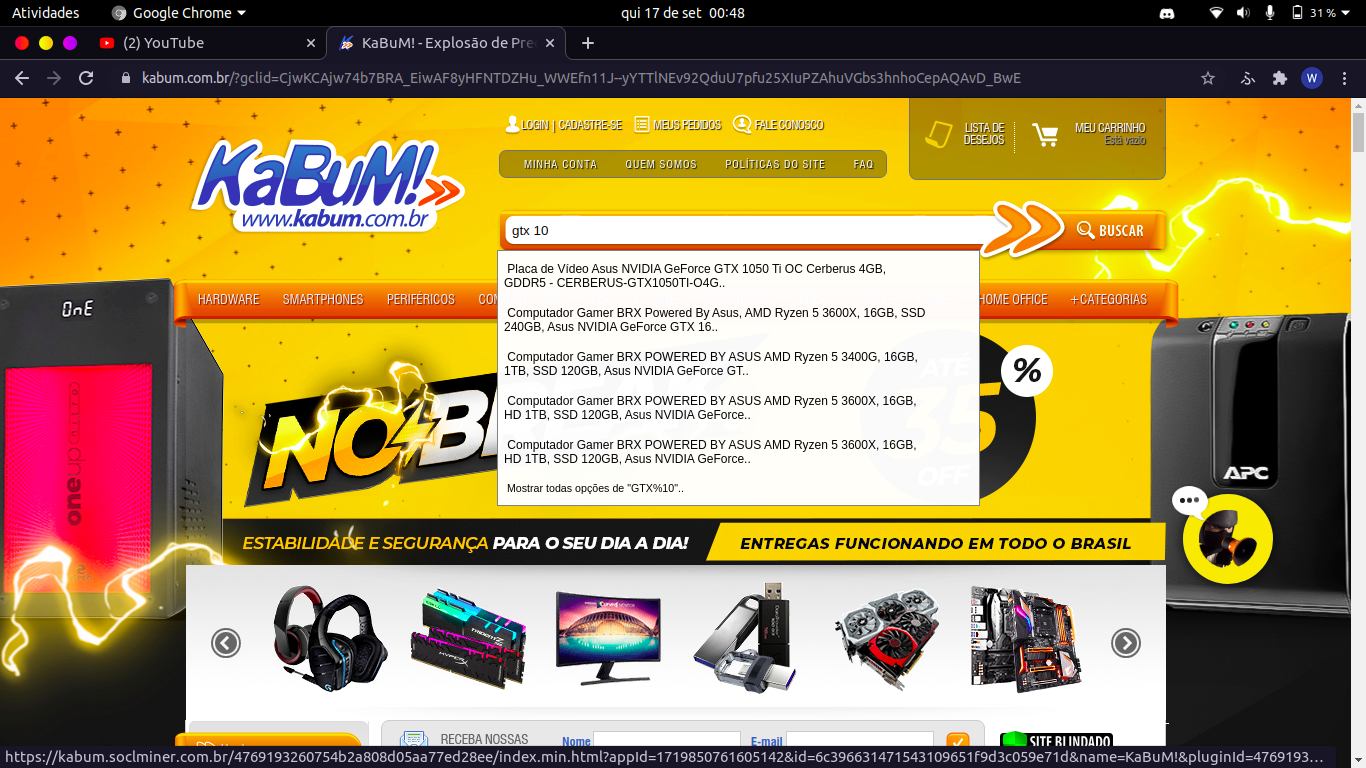 Atividades
Google Chrome
qui 17 de set 00:48
31 %
(2) YouTube
KaBuM! - Explosão de Pre
kabum.com.br/?gclid=CjwKCAjw74b7BRA_EiwAF8yHFNTDZHu_WWEfn11J--yYTTlNEv92QduU7pfu25XIuPZAhuVGbs3hnhoCepAQAvD_BwE
W
LOGIN | CADASTRE-SE
MEUS PEDIDOS
FALE CONOSCO
LISTA DE
DESEJOS
MEU CARRINHO
Está vazio
MINHA CONTA
QUEM SOMOS
POLÍTICAS DO SITE
FAQ
KaBuM!
www.kabum.com.br
gtx 10
BUSCAR
Placa de Vídeo Asus NVIDIA GeForce GTX 1050 Ti OC Cerberus 4GB,
GDDR5 - CERBERUS-GTX1050TI-O4G..
Computador Gamer BRX Powered By Asus, AMD Ryzen 5 3600X, 16GB, SSD
240GB, Asus NVIDIA GeForce GTX 16..
Computador Gamer BRX POWERED BY ASUS AMD Ryzen 5 3400G, 16GB,
1TB, SSD 120GB, Asus NVIDIA GeForce GT..
Computador Gamer BRX POWERED BY ASUS AMD Ryzen 5 3600X, 16GB,
HD 1TB, SSD 120GB, Asus NVIDIA GeForce..
Computador Gamer BRX POWERED BY ASUS AMD Ryzen 5 3600X, 16GB,
HD 1TB, SSD 120GB, Asus NVIDIA GeForce..
Mostrar todas opções de "GTX%10"..
HARDWARE
SMARTPHONES
PERIFÉRICOS
HOME OFFICE
+ CATEGORIAS
OnE
oneup
NO+BREAK
ATÉ
35
%
OFF
APC
ESTABILIDADE E SEGURANÇA PARA O SEU DIA A DIA!
ENTREGAS FUNCIONANDO EM TODO O BRASIL
RECEBA NOSSAS
Nome
E-mail
SITE BLINDADO
https://kabum.soclminer.com.br/4769193260754b2a808d05aa77ed28ee/index.min.html?appId=1719850761605142&id=6c396631471543109651f9d3c059e71d&name=KaBuM!&pluginId=4769193…